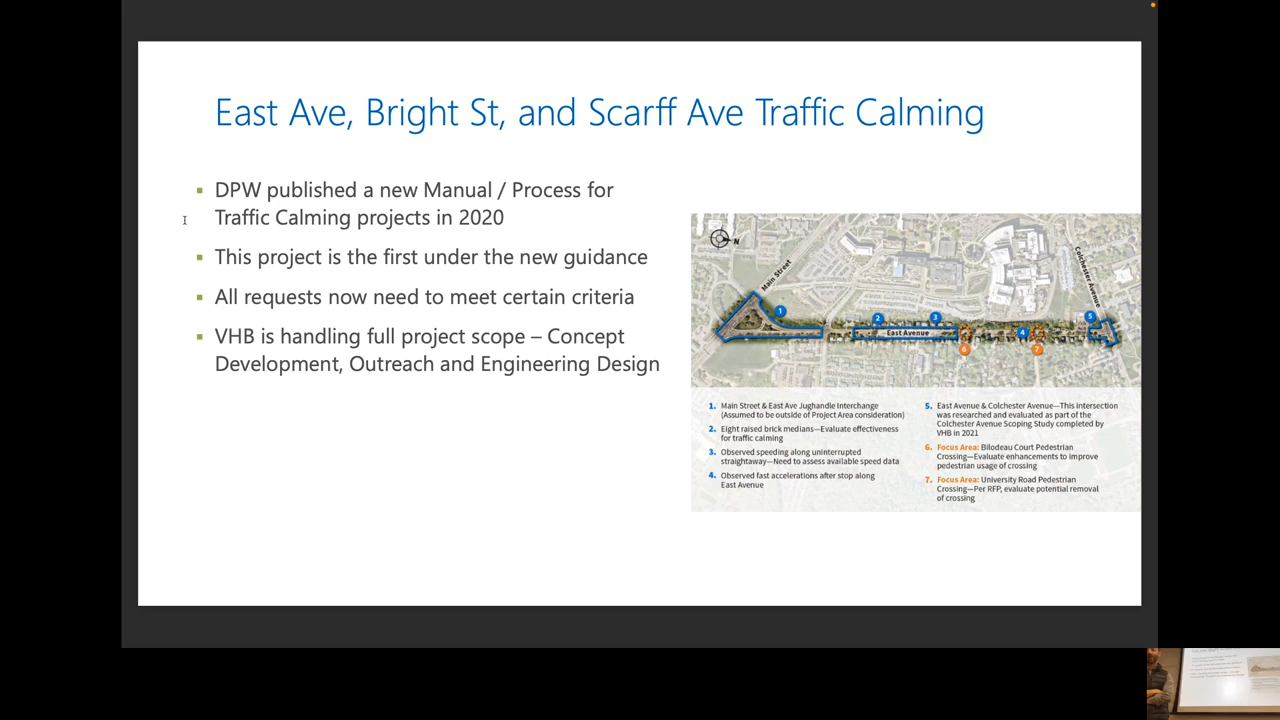 East Ave, Bright St, and Scarff Ave Traffic Calming
DPW published a new Manual / Process for
Traffic Calming projects in 2020
This project is the first under the new guidance
All requests now need to meet certain criteria
VHB is handling full project scope – Concept
Development, Outreach and Engineering Design
N
Main Street
Colchester Avenue
1
2
3
4
5
East Avenue
6
7
1. Main Street & East Ave Jughandle Interchange
(Assumed to be outside of Project Area consideration)
2. Eight raised brick medians—Evaluate effectiveness
for traffic calming
3. Observed speeding along uninterrupted
straightaway—Need to assess available speed data
4. Observed fast accelerations after stop along
East Avenue
5. East Avenue & Colchester Avenue—This intersection
was researched and evaluated as part of the
Colchester Avenue Scoping Study completed by
VHB in 2021
6. Focus Area: Bilodeau Court Pedestrian
Crossing—Evaluate enhancements to improve
pedestrian usage of crossing
7. Focus Area: University Road Pedestrian
Crossing—Per RFP, evaluate potential removal
of crossing